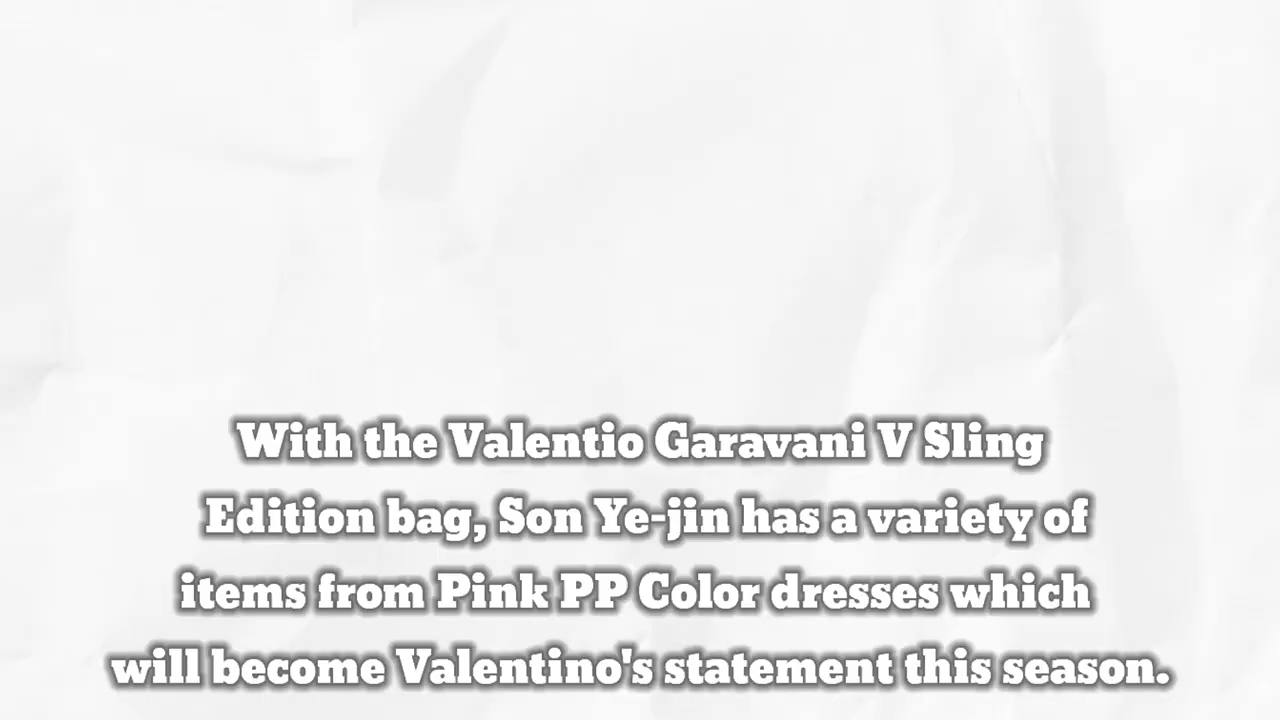 With the Valentio Garavani V Sling
Edition bag, Son Ye-jin has a variety of
items from Pink PP Color dresses which
will become Valentino's statement this season.